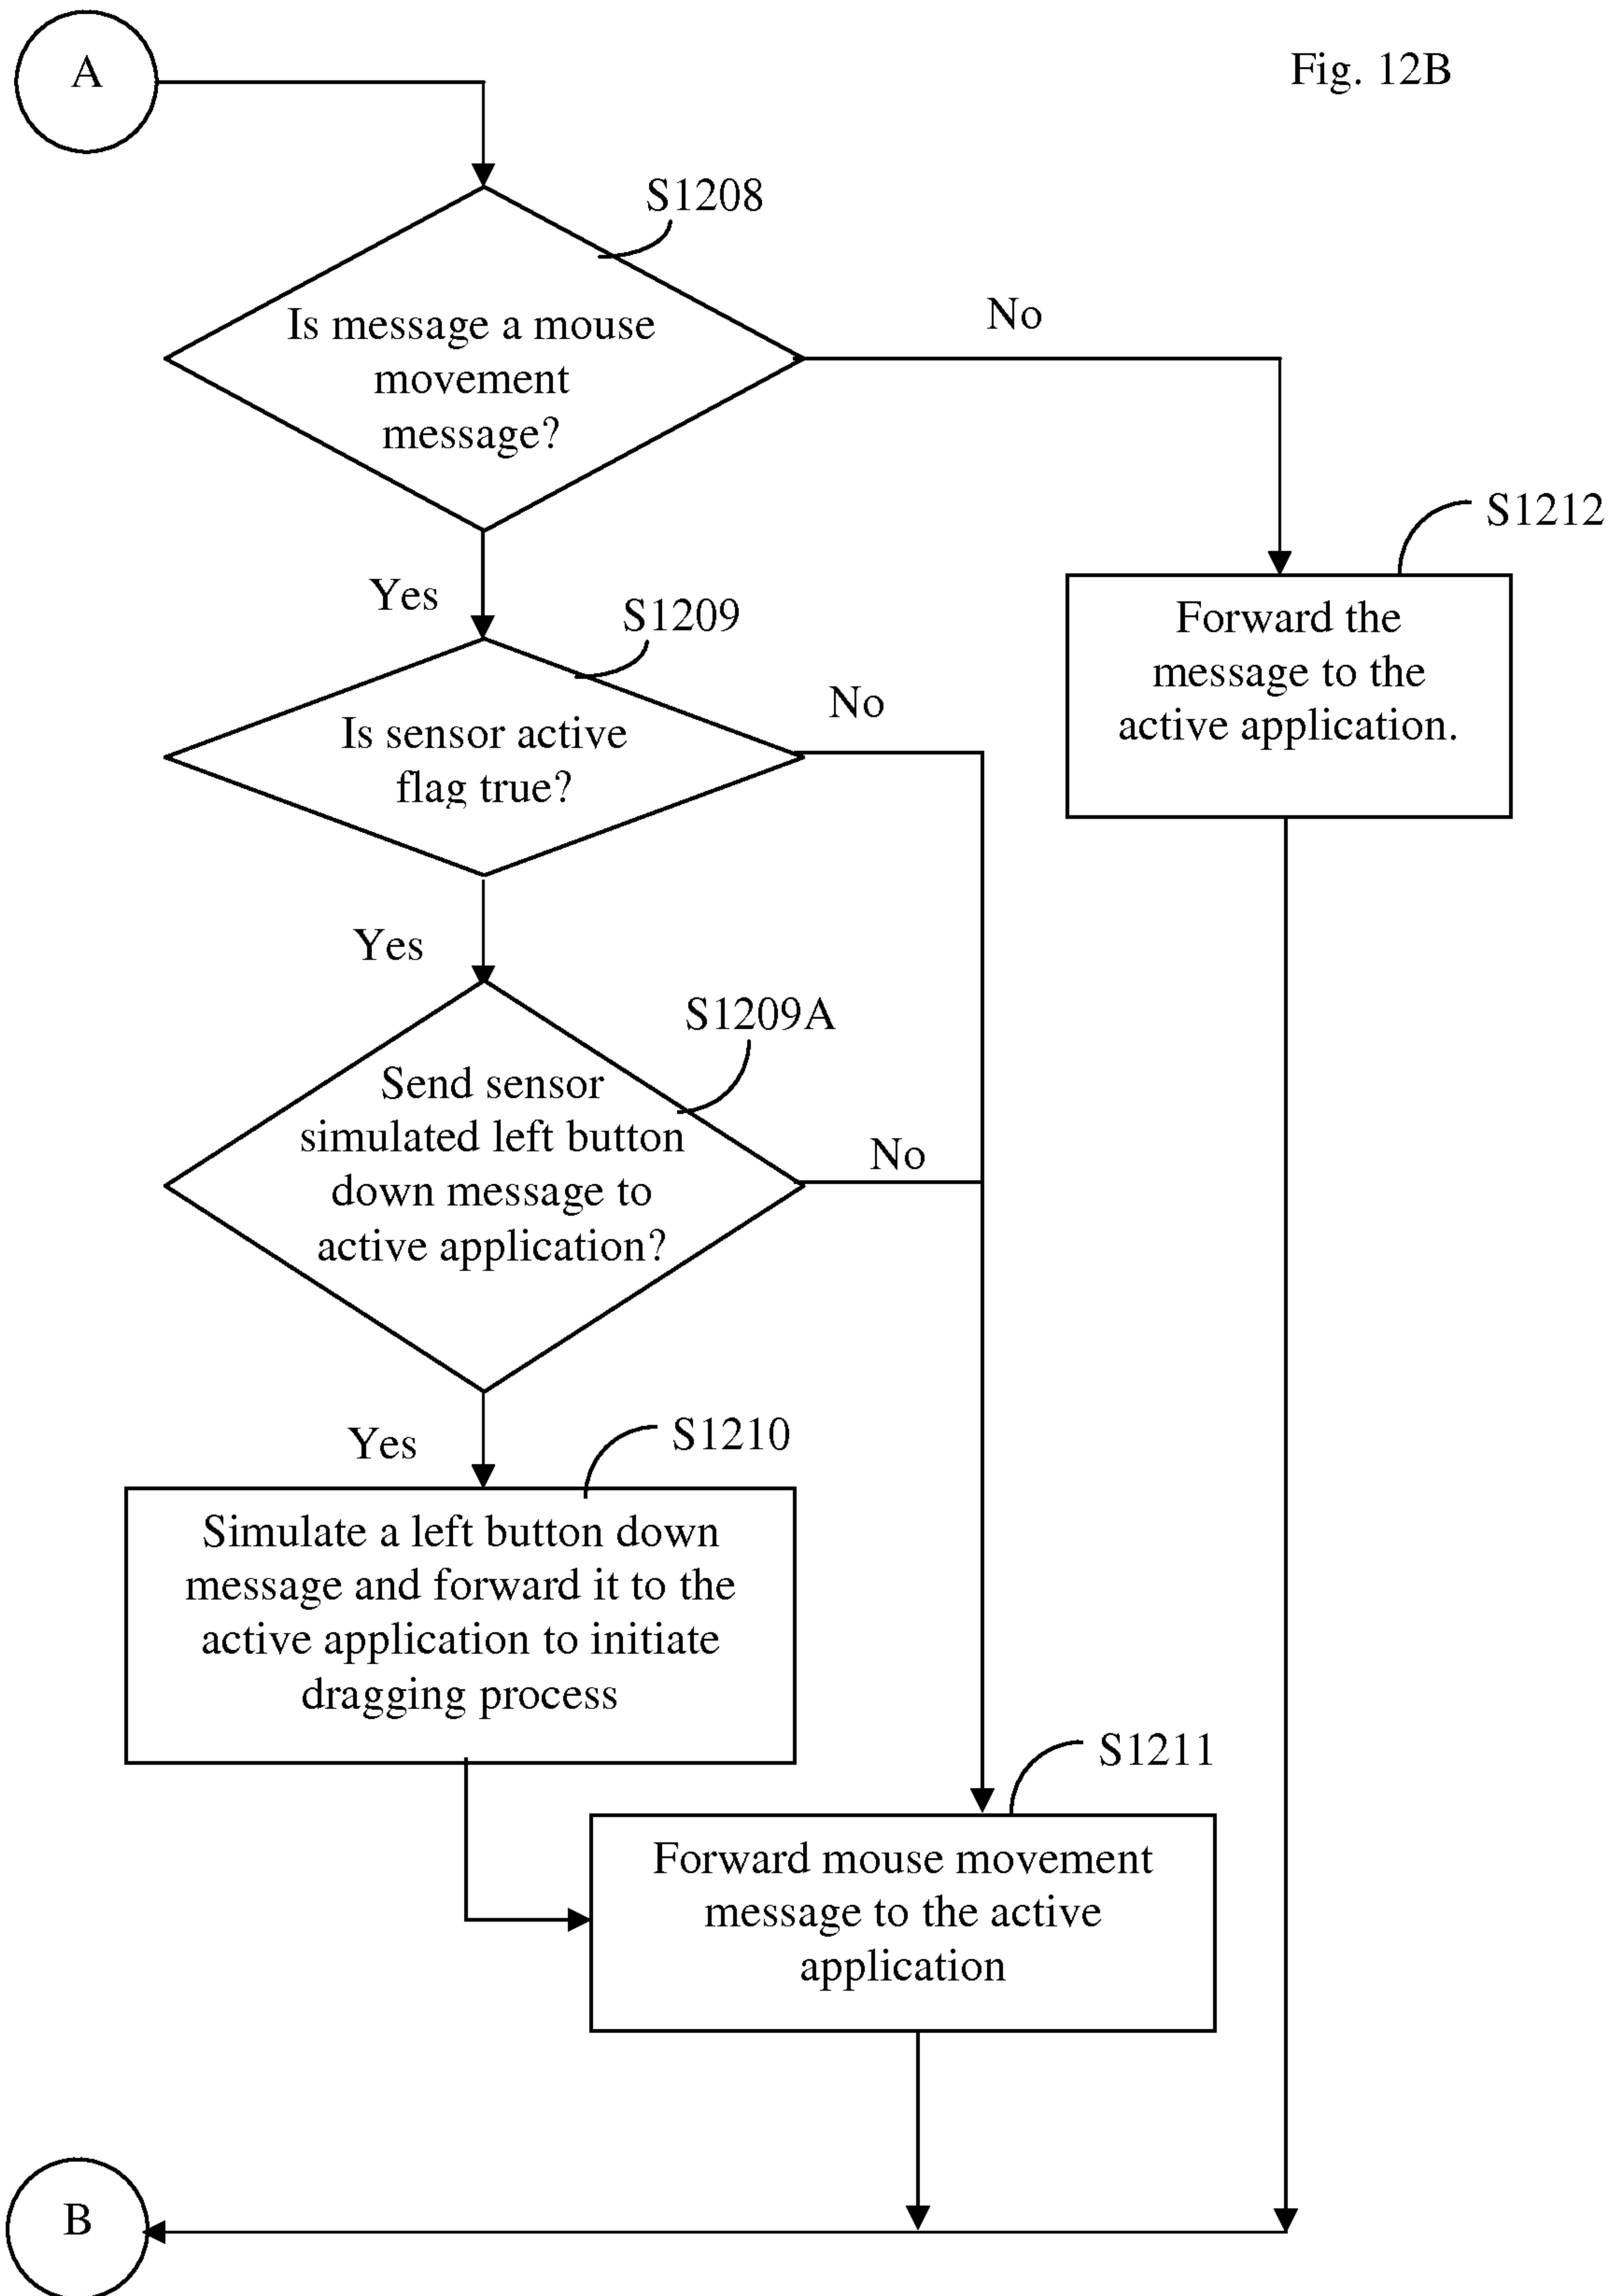 A
Fig. 12B
S1208
Is message a mouse
movement
message?
No
S1212
Yes
Forward the
message to the
active application.
S1209
No
Is sensor active
flag true?
Yes
S1209A
Send sensor
simulated left button
down message to
active application?
No
Yes
S1210
Simulate a left button down
message and forward it to the
active application to initiate
dragging process
S1211
Forward mouse movement
message to the active
application
B